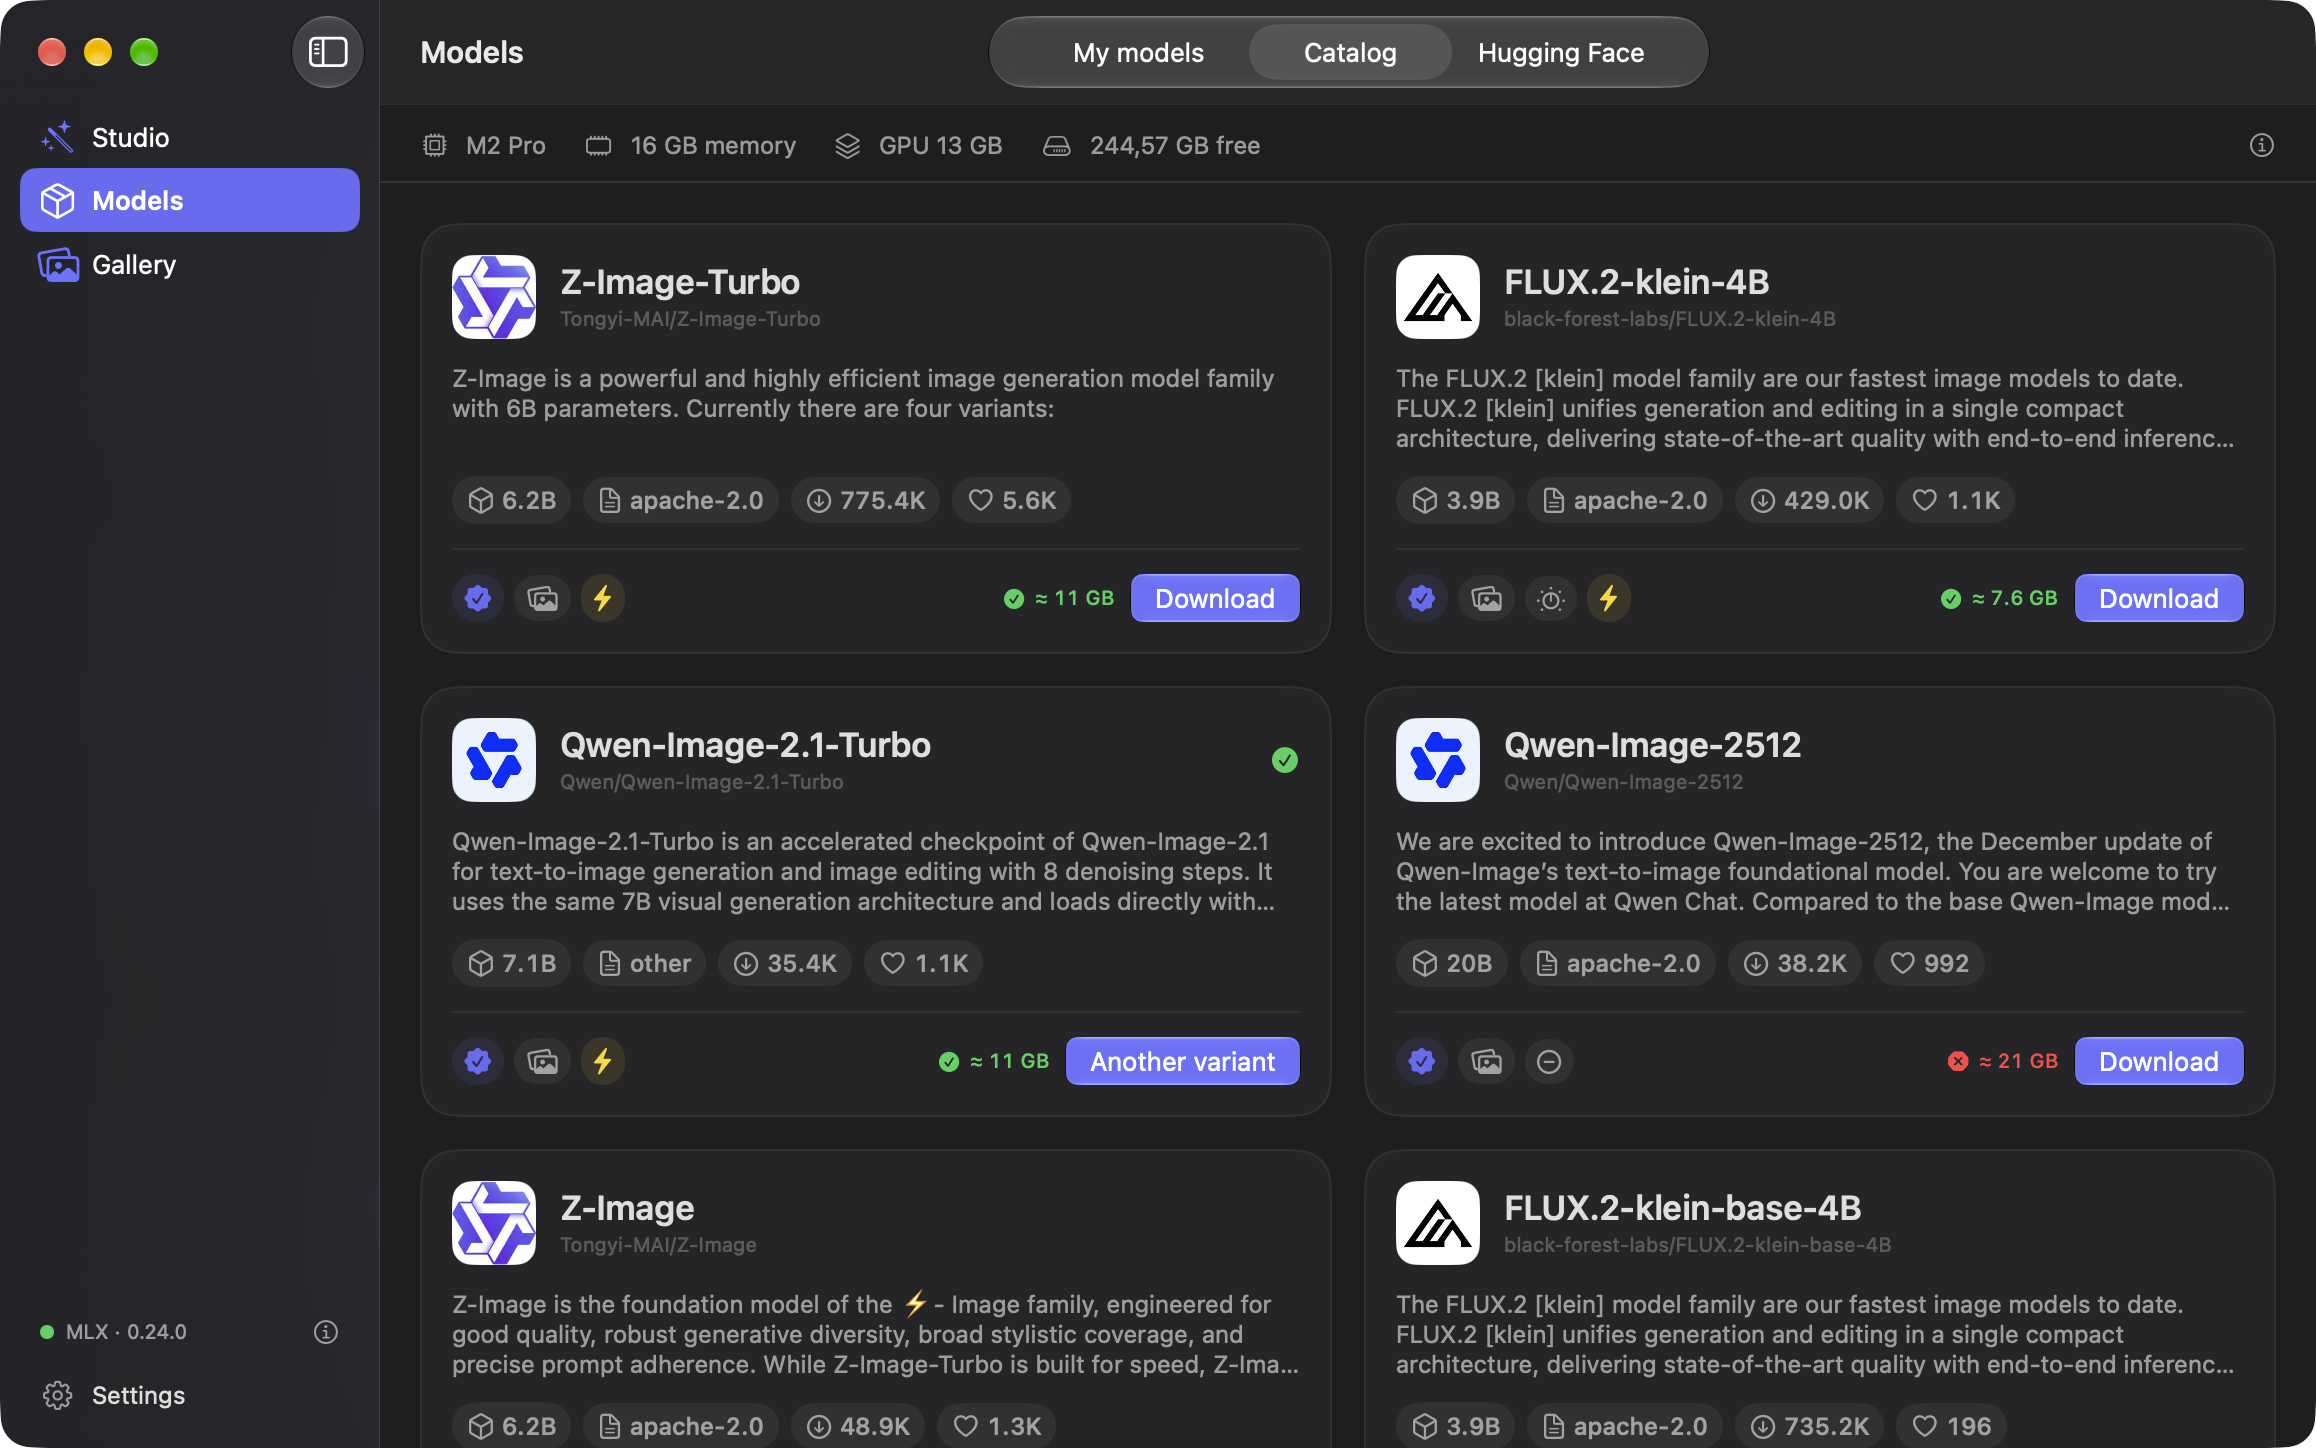 Models
My models
Catalog
Hugging Face
Studio
Models
Gallery
M2 Pro
16 GB memory
GPU 13 GB
244,57 GB free
Z-Image-Turbo
Tongyi-MAI/Z-Image-Turbo
Z-Image is a powerful and highly efficient image generation model family
with 6B parameters. Currently there are four variants:
6.2B
apache-2.0
775.4K
5.6K
≈ 11 GB
Download
FLUX.2-klein-4B
black-forest-labs/FLUX.2-klein-4B
The FLUX.2 [klein] model family are our fastest image models to date.
FLUX.2 [klein] unifies generation and editing in a single compact
architecture, delivering state-of-the-art quality with end-to-end inferenc...
3.9B
apache-2.0
429.0K
1.1K
≈ 7.6 GB
Download
Qwen-Image-2.1-Turbo
Qwen/Qwen-Image-2.1-Turbo
Qwen-Image-2.1-Turbo is an accelerated checkpoint of Qwen-Image-2.1
for text-to-image generation and image editing with 8 denoising steps. It
uses the same 7B visual generation architecture and loads directly with...
7.1B
other
35.4K
1.1K
≈ 11 GB
Another variant
Qwen-Image-2512
Qwen/Qwen-Image-2512
We are excited to introduce Qwen-Image-2512, the December update of
Qwen-Image’s text-to-image foundational model. You are welcome to try
the latest model at Qwen Chat. Compared to the base Qwen-Image mod...
20B
apache-2.0
38.2K
992
≈ 21 GB
Download
Z-Image
Tongyi-MAI/Z-Image
Z-Image is the foundation model of the ⚡ - Image family, engineered for
good quality, robust generative diversity, broad stylistic coverage, and
precise prompt adherence. While Z-Image-Turbo is built for speed, Z-Ima...
6.2B
apache-2.0
48.9K
1.3K
FLUX.2-klein-base-4B
black-forest-labs/FLUX.2-klein-base-4B
The FLUX.2 [klein] model family are our fastest image models to date.
FLUX.2 [klein] unifies generation and editing in a single compact
architecture, delivering state-of-the-art quality with end-to-end inferenc...
3.9B
apache-2.0
735.2K
196
MLX · 0.24.0
Settings